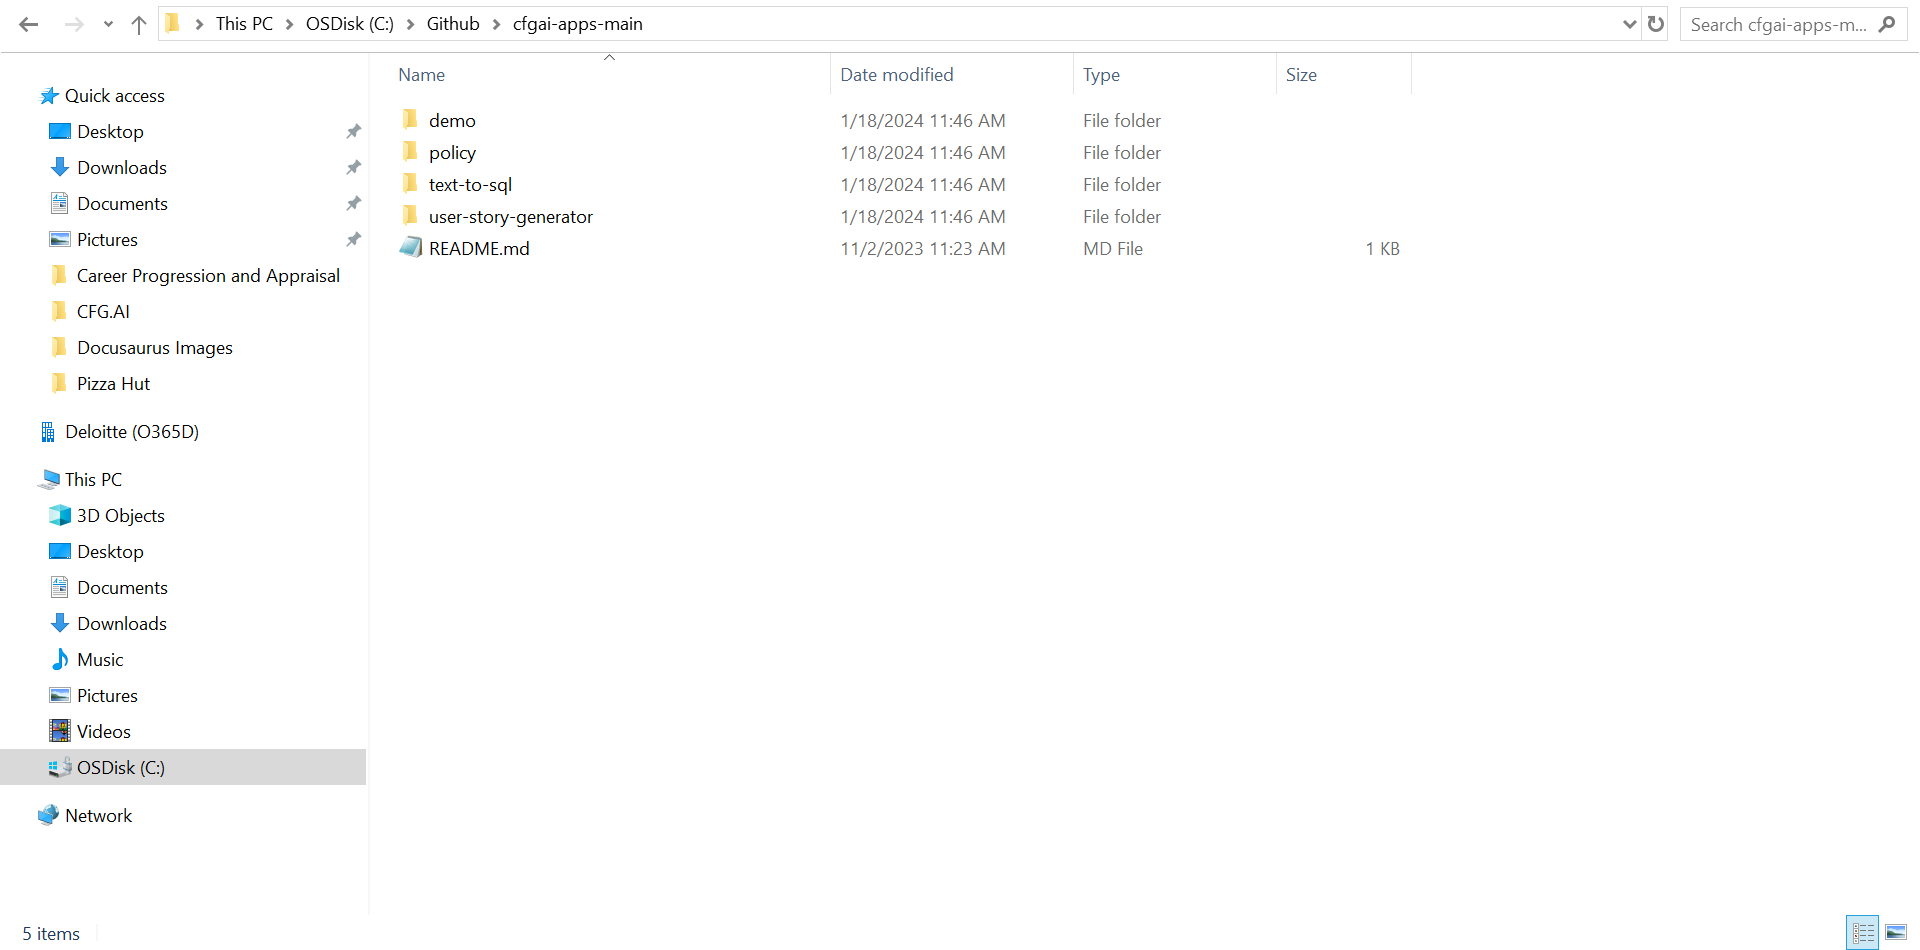 This PC OSDisk (C:) Github cfgai-apps-main
Search cfgai-apps-m...
Quick access
Desktop
Downloads
Documents
Pictures
Career Progression and Appraisal
CFG.AI
Docusaurus Images
Pizza Hut
Deloitte (O365D)
This PC
3D Objects
Desktop
Documents
Downloads
Music
Pictures
Videos
OSDisk (C:)
Network
Name Date modified Type Size
demo 1/18/2024 11:46 AM File folder
policy 1/18/2024 11:46 AM File folder
text-to-sql 1/18/2024 11:46 AM File folder
user-story-generator 1/18/2024 11:46 AM File folder
README.md 11/2/2023 11:23 AM MD File 1 KB
5 items